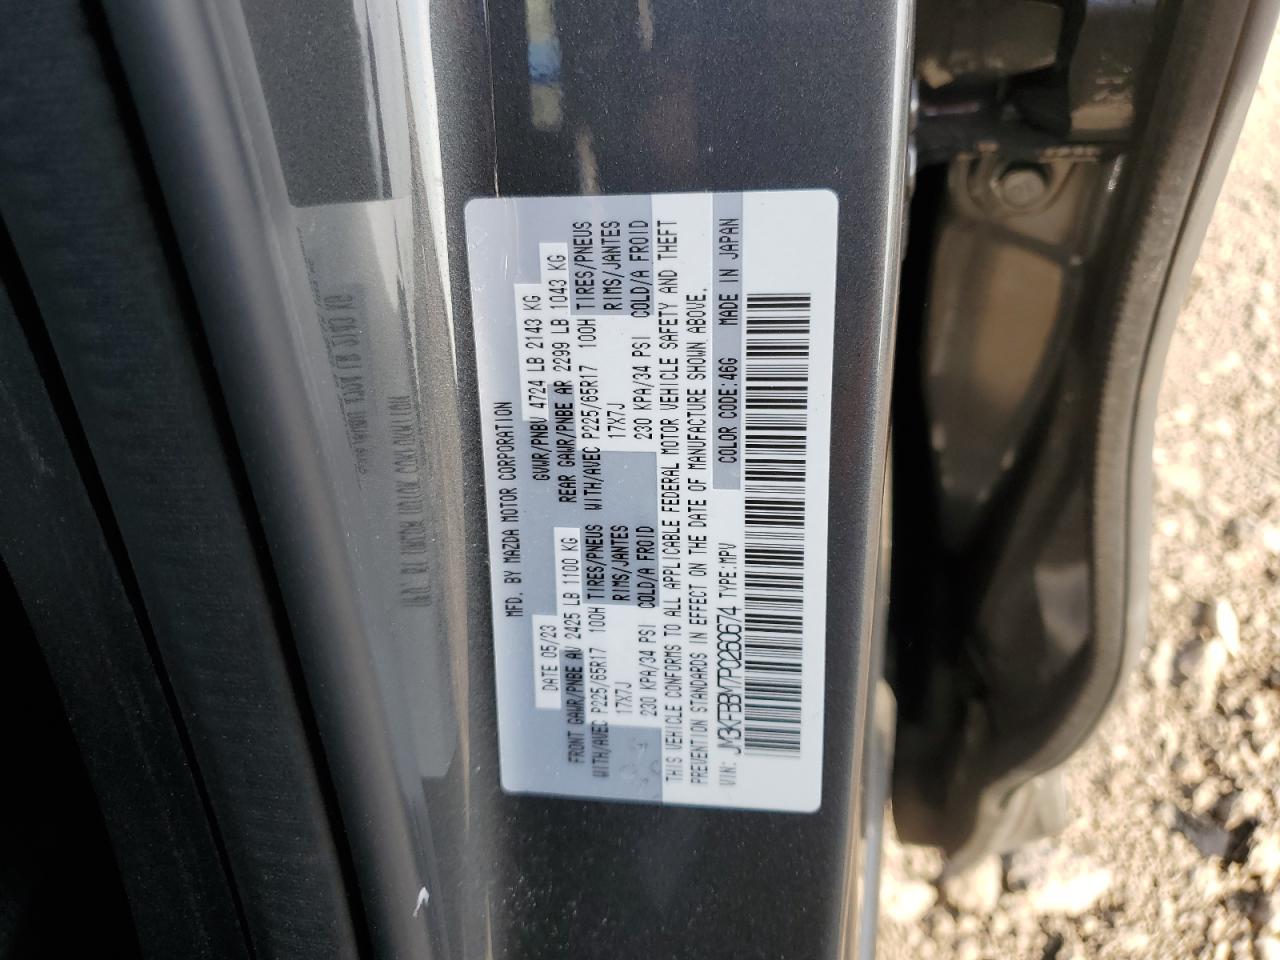 MFD. BY MAZDA MOTOR CORPORATION
DATE 05/23 GVWR/PNBV 4724 LB 2143 KG
FRONT GAWR/PNBE AV 2425 LB 1100 KG REAR GAWR/PNBE AR 2299 LB 1043 KG
WITH/AVEC P225/65R17 100H TIRES/PNEUS WITH/AVEC P225/65R17 100H TIRES/PNEUS
17X7J RIMS/JANTES 17X7J RIMS/JANTES
230 KPA/34 PSI COLD/A FROID 230 KPA/34 PSI COLD/A FROID
THIS VEHICLE CONFORMS TO ALL APPLICABLE FEDERAL MOTOR VEHICLE SAFETY AND THEFT
PREVENTION STANDARDS IN EFFECT ON THE DATE OF MANUFACTURE SHOWN ABOVE.
VIN: JM3KFBBM7P0260674 TYPE:MPV COLOR CODE:46G MADE IN JAPAN